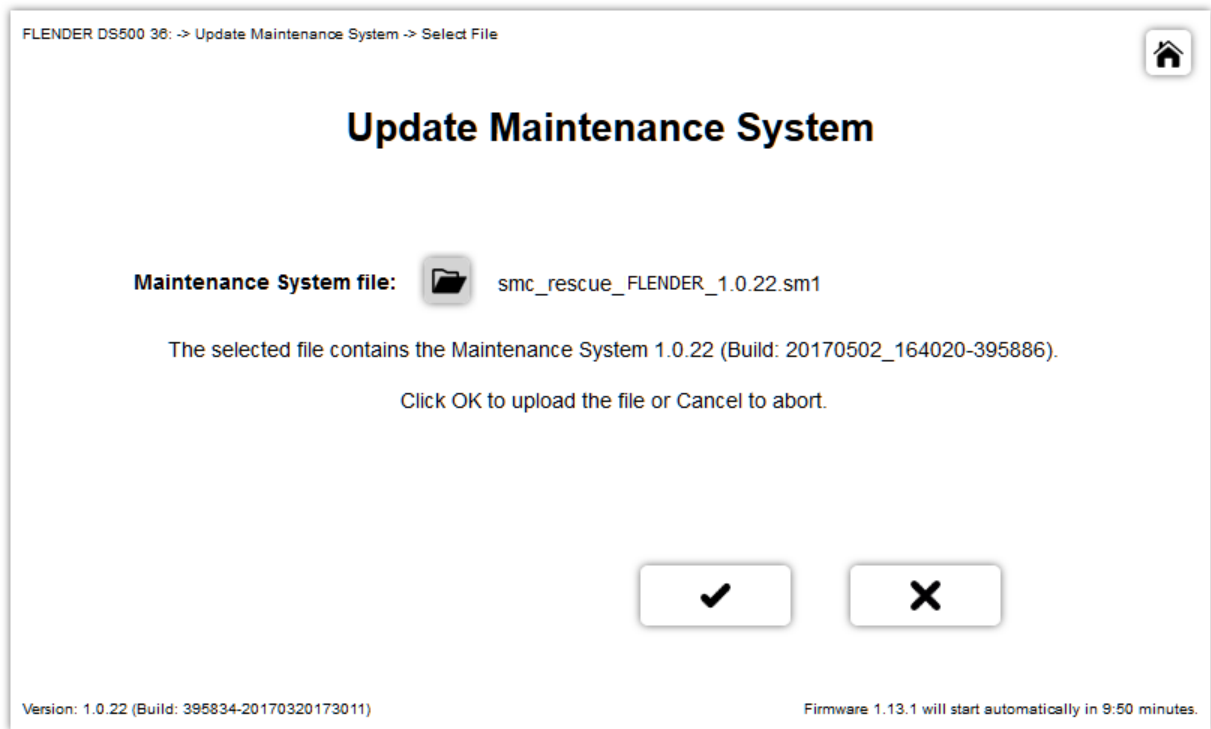 FLENDER DS500 36: -> Update Maintenance System -> Select File
Update Maintenance System
Maintenance System file: smc_rescue_FLENDER_1.0.22.sm1
The selected file contains the Maintenance System 1.0.22 (Build: 20170502_164020-395886).
Click OK to upload the file or Cancel to abort.
Version: 1.0.22 (Build: 395834-20170320173011) Firmware 1.13.1 will start automatically in 9:50 minutes.